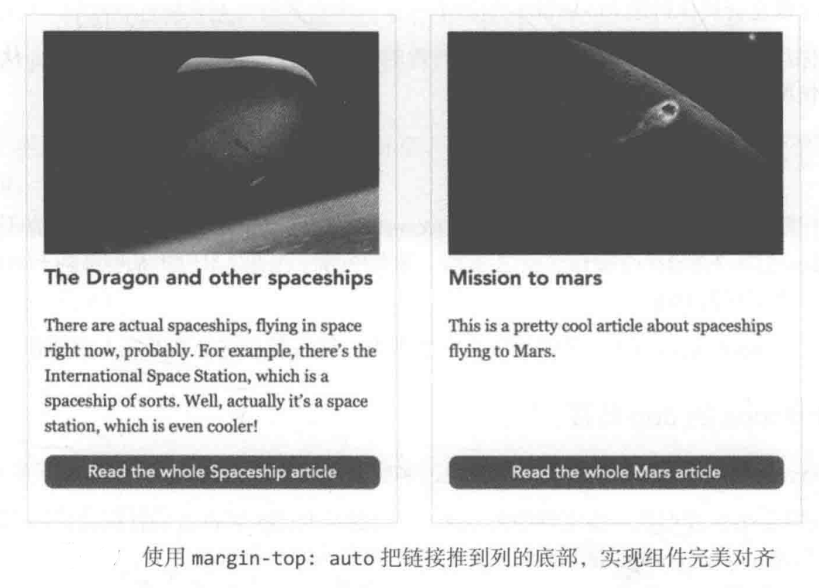 The Dragon and other spaceships
There are actual spaceships, flying in space
right now, probably. For example, there's the
International Space Station, which is a
spaceship of sorts. Well, actually it's a space
station, which is even cooler!
Read the whole Spaceship article
Mission to mars
This is a pretty cool article about spaceships
flying to Mars.
Read the whole Mars article
使用 margin-top: auto 把链接推到列的底部，实现组件完美对齐